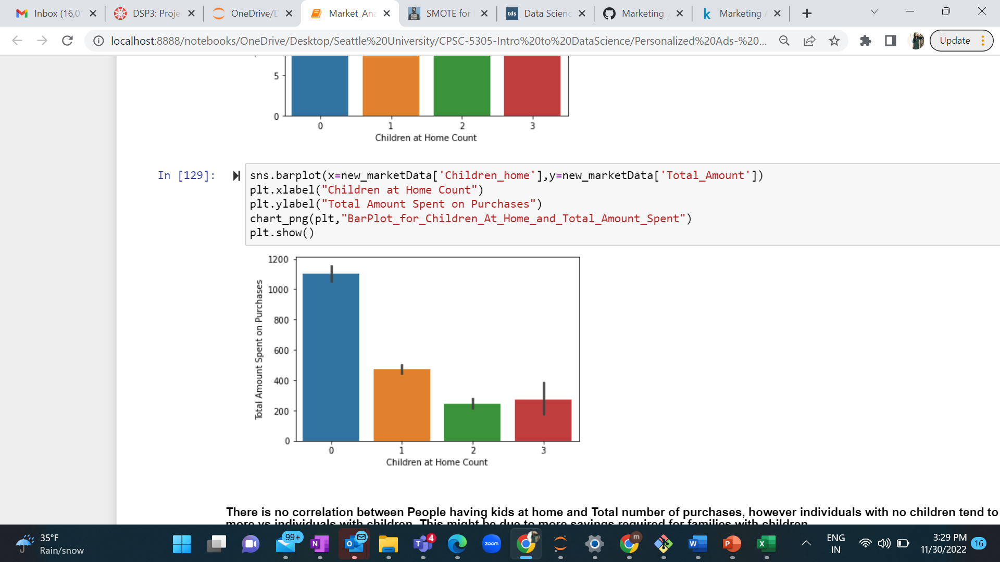 Inbox (16,0
DSP3: Proje
OneDrive/D
Market_Ana
SMOTE for
tds
Data Scienc
Marketing_
k
Marketing A
localhost:8888/notebooks/OneDrive/Desktop/Seattle%20University/CPSC-5305-Intro%20to%20DataScience/Personalized%20Ads-%20...
Update
5
0
0 1 2 3
Children at Home Count
In [129]:
sns.barplot(x=new_marketData['Children_home'],y=new_marketData['Total_Amount'])
plt.xlabel("Children at Home Count")
plt.ylabel("Total Amount Spent on Purchases")
chart_png(plt,"BarPlot_for_Children_At_Home_and_Total_Amount_Spent")
plt.show()
Total Amount Spent on Purchases
1200
1000
800
600
400
200
0
0 1 2 3
Children at Home Count
There is no correlation between People having kids at home and Total number of purchases, however individuals with no children tend to
more vs individuals with children. This might be due to more savings required for families with children
35°F
Rain/snow
99+
N
O
T
4
zoom
m
W
P
X
ENG
IN
3:29 PM
11/30/2022
16